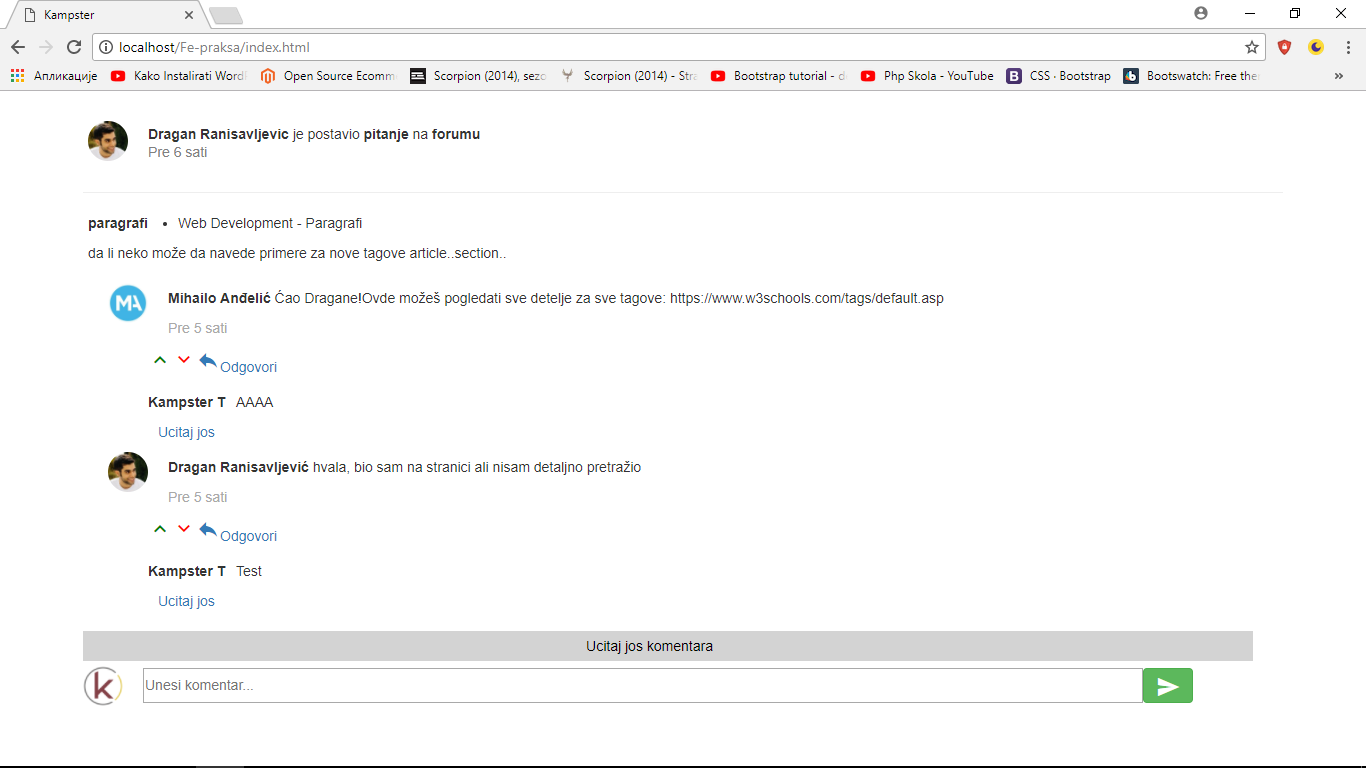 Kampster
localhost/Fe-praksa/index.html
Апликације Kako Instalirati Word Open Source Ecomm Scorpion (2014), sezo Scorpion (2014) - Stra Bootstrap tutorial - d Php Skola - YouTube CSS · Bootstrap Bootswatch: Free the »
Dragan Ranisavljevic je postavio pitanje na forumu
Pre 6 sati
paragrafi • Web Development - Paragrafi
da li neko može da navede primere za nove tagove article..section..
MA
Mihailo Anđelić Ćao Dragane!Ovde možeš pogledati sve detelje za sve tagove: https://www.w3schools.com/tags/default.asp
Pre 5 sati
Odgovori
Kampster T AAAA
Ucitaj jos
Dragan Ranisavljević hvala, bio sam na stranici ali nisam detaljno pretražio
Pre 5 sati
Odgovori
Kampster T Test
Ucitaj jos
Ucitaj jos komentara
k Unesi komentar...